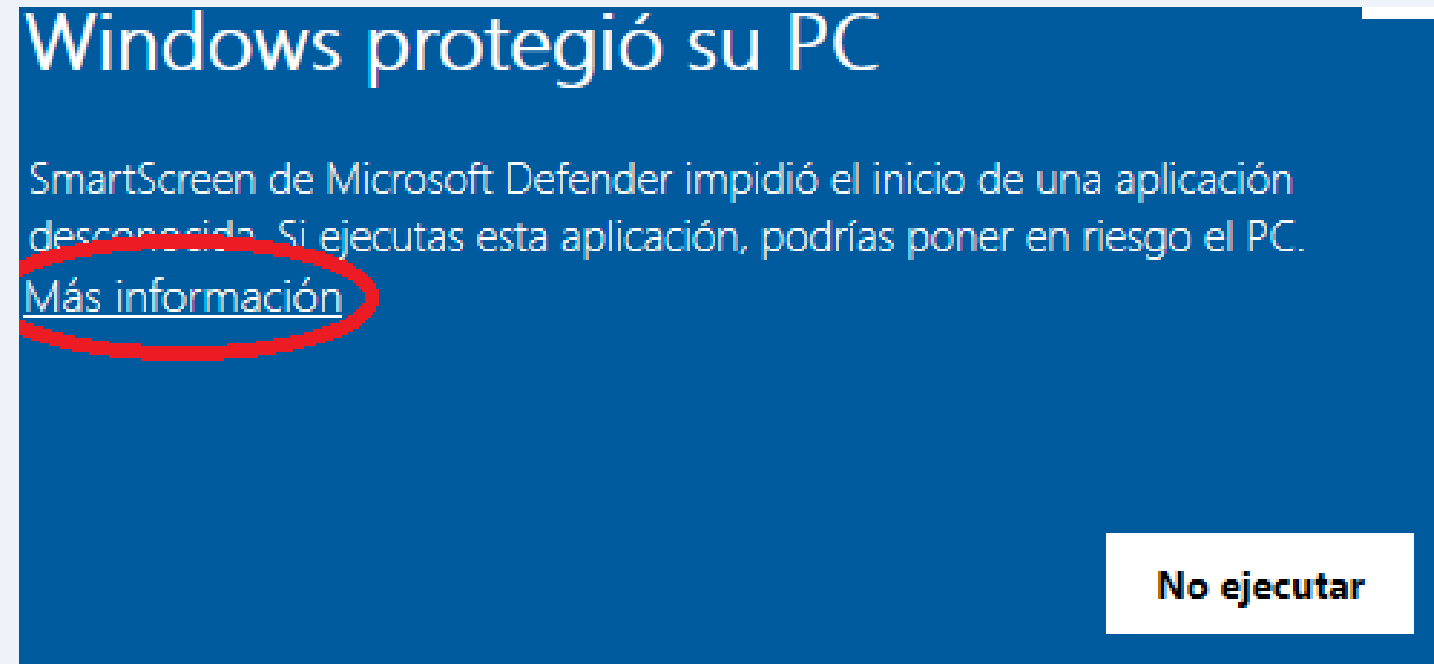 Windows protegió su PC
SmartScreen de Microsoft Defender impidió el inicio de una aplicación
desconocida. Si ejecutas esta aplicación, podrías poner en riesgo el PC.
Más información
No ejecutar